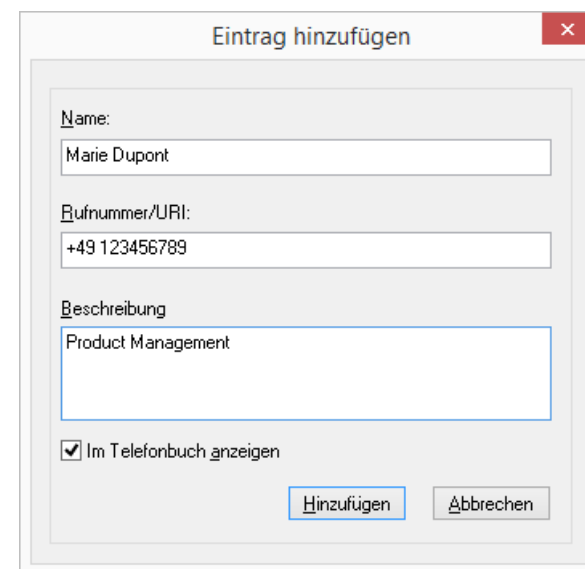 Eintrag hinzufügen
Name:
Marie Dupont
Rufnummer/URI:
+49 123456789
Beschreibung
Product Management
Im Telefonbuch anzeigen
Hinzufügen Abbrechen